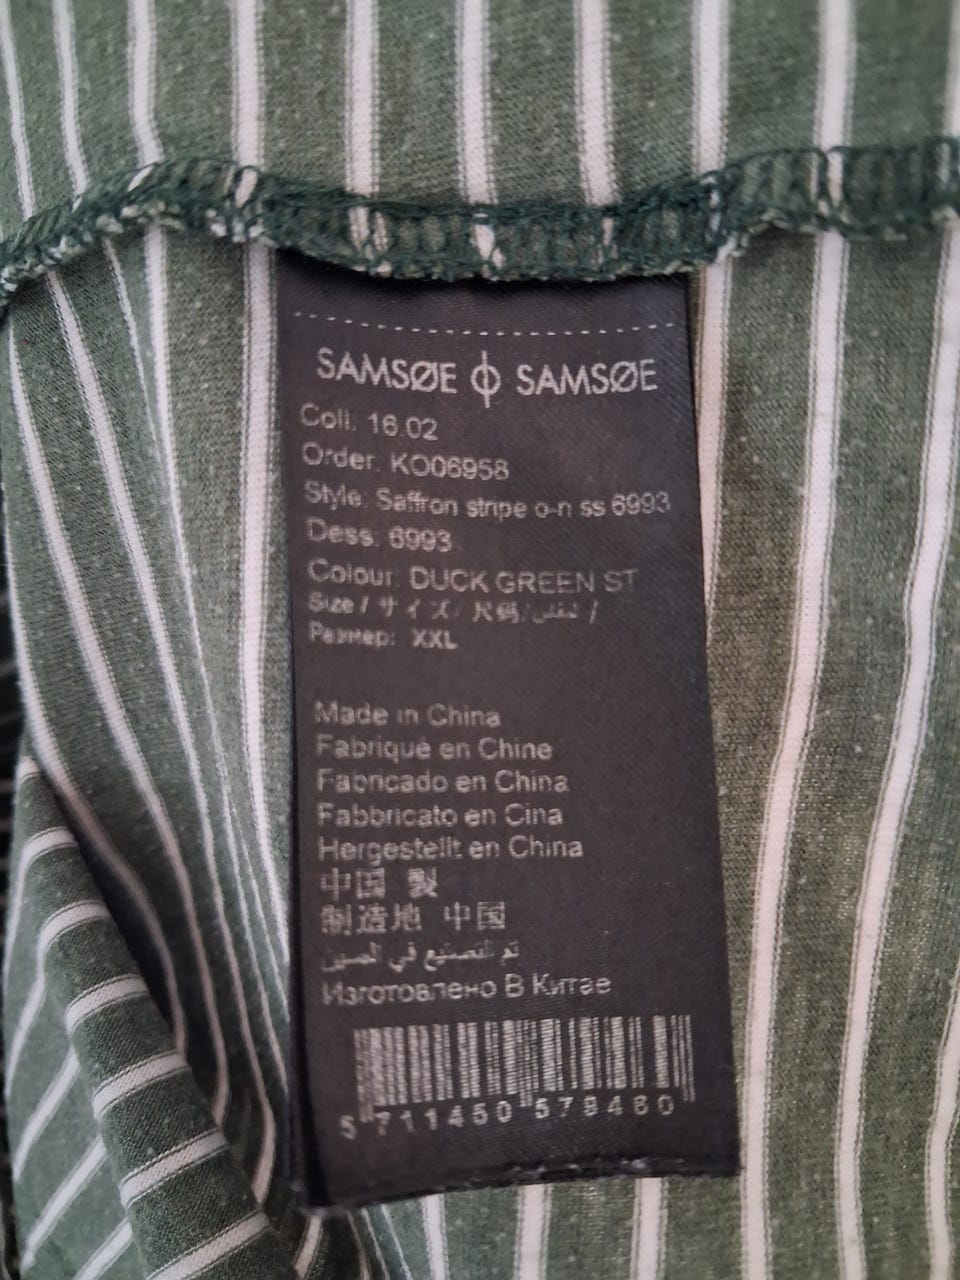 SAMSØE ϕ SAMSØE
Coll: 16.02
Order: KO06958
Style: Saffron stripe o-n ss 6993
Dess: 6993
Colour: DUCK GREEN ST
Size / サイズ/ 尺码/ /
Размер: XXL
Made in China
Fabriqué en Chine
Fabricado en China
Fabbricato en Cina
Hergestellt en China
中国 製
制造地 中国
تم التصنيع في الصين
Изготовлено В Китае
5 711450 579480